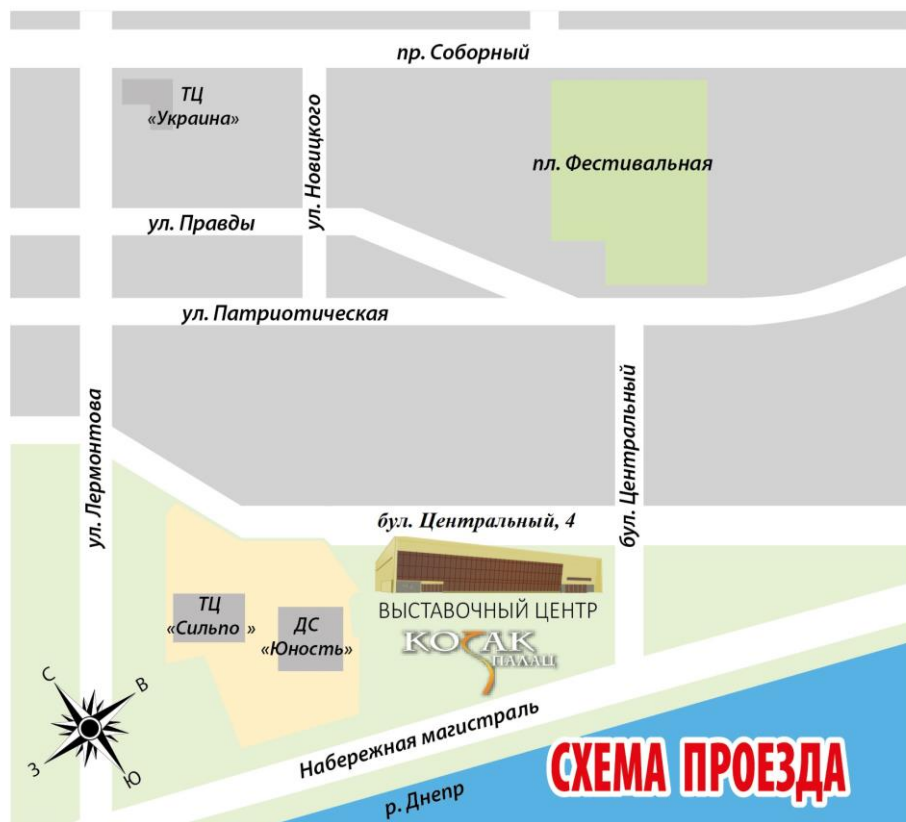 пр. Соборный
ТЦ
«Украина»
ул. Новицкого
пл. Фестивальная
ул. Правды
ул. Патриотическая
ул. Лермонтова
бул. Центральный
бул. Центральный, 4
ТЦ
«Сильпо »
ДС
«Юность»
ВЫСТАВОЧНЫЙ ЦЕНТР
КОЗАК
ПАЛАЦ
С
В
З
Ю
Набережная магистраль
р. Днепр
СХЕМА ПРОЕЗДА